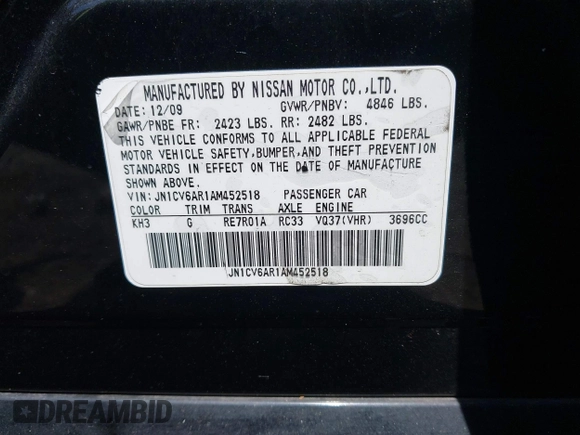 MANUFACTURED BY NISSAN MOTOR CO.,LTD.
DATE: 12/09 GVWR/PNBV: 4846 LBS.
GAWR/PNBE FR: 2423 LBS. RR: 2482 LBS.
THIS VEHICLE CONFORMS TO ALL APPLICABLE FEDERAL
MOTOR VEHICLE SAFETY, BUMPER, AND THEFT PREVENTION
STANDARDS IN EFFECT ON THE DATE OF MANUFACTURE
SHOWN ABOVE.
VIN: JN1CV6AR1AM452518 PASSENGER CAR
COLOR TRIM TRANS AXLE ENGINE
KH3 G RE7R01A RC33 VQ37(VHR) 3696CC
JN1CV6AR1AM452518
DREAMBID